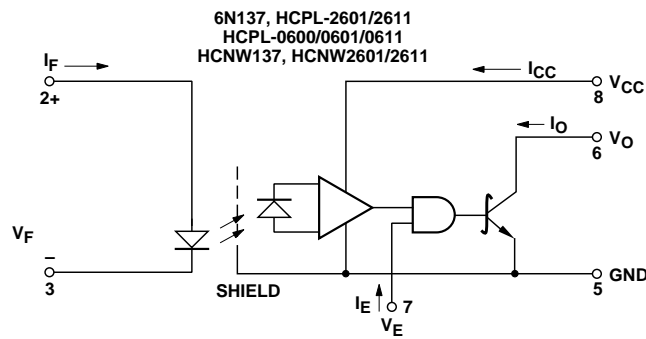 6N137, HCPL-2601/2611
HCPL-0600/0601/0611
HCNW137, HCNW2601/2611
IF
ICC
2+
8
VCC
IO
6
VO
VF
–
3
SHIELD
IE
7
VE
GND
5